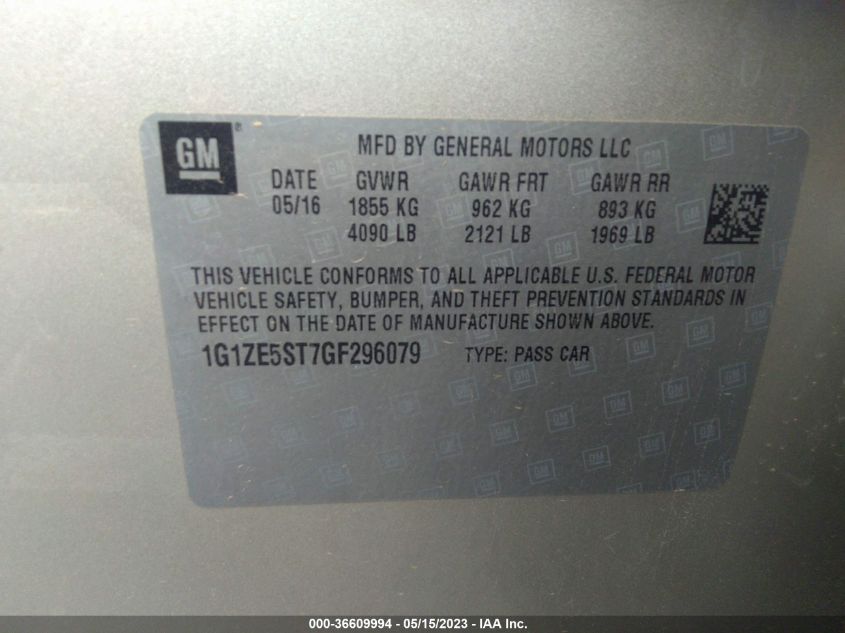 GM®
MFD BY GENERAL MOTORS LLC
DATE GVWR GAWR FRT GAWR RR
05/16 1855 KG 962 KG 893 KG
4090 LB 2121 LB 1969 LB
THIS VEHICLE CONFORMS TO ALL APPLICABLE U.S. FEDERAL MOTOR
VEHICLE SAFETY, BUMPER, AND THEFT PREVENTION STANDARDS IN
EFFECT ON THE DATE OF MANUFACTURE SHOWN ABOVE.
1G1ZE5ST7GF296079 TYPE: PASS CAR
000-36609994 - 05/15/2023 - IAA Inc.